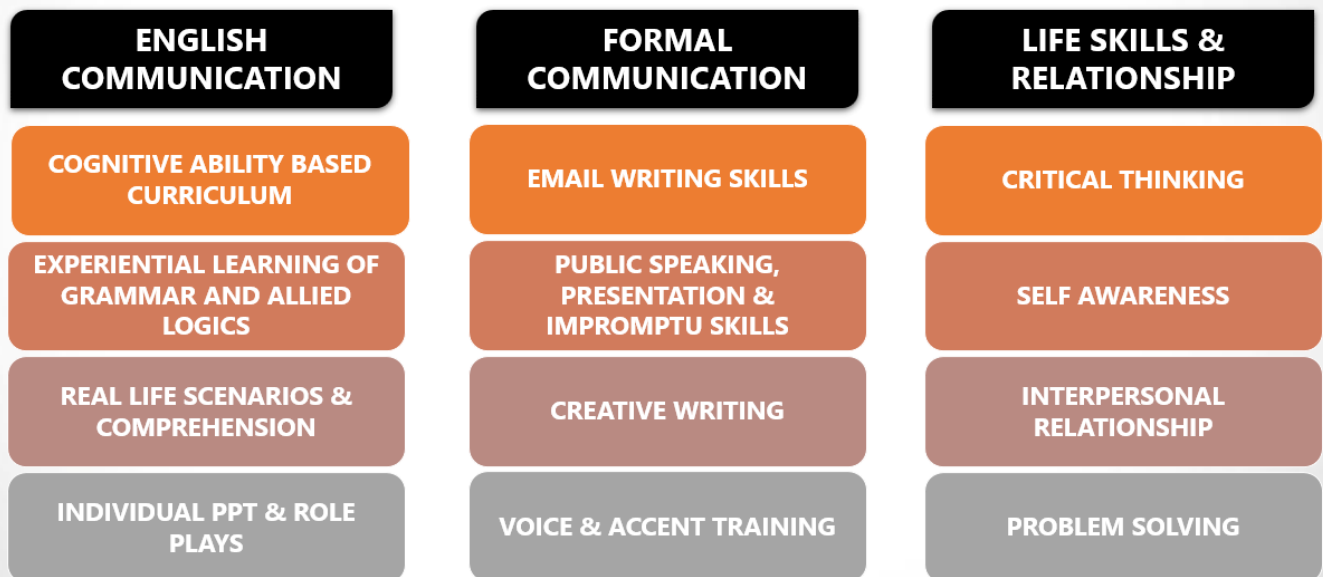 ENGLISH
COMMUNICATION
COGNITIVE ABILITY BASED
CURRICULUM
EXPERIENTIAL LEARNING OF
GRAMMAR AND ALLIED
LOGICS
REAL LIFE SCENARIOS &
COMPREHENSION
INDIVIDUAL PPT & ROLE
PLAYS
FORMAL
COMMUNICATION
EMAIL WRITING SKILLS
PUBLIC SPEAKING,
PRESENTATION &
IMPROMPTU SKILLS
CREATIVE WRITING
VOICE & ACCENT TRAINING
LIFE SKILLS &
RELATIONSHIP
CRITICAL THINKING
SELF AWARENESS
INTERPERSONAL
RELATIONSHIP
PROBLEM SOLVING